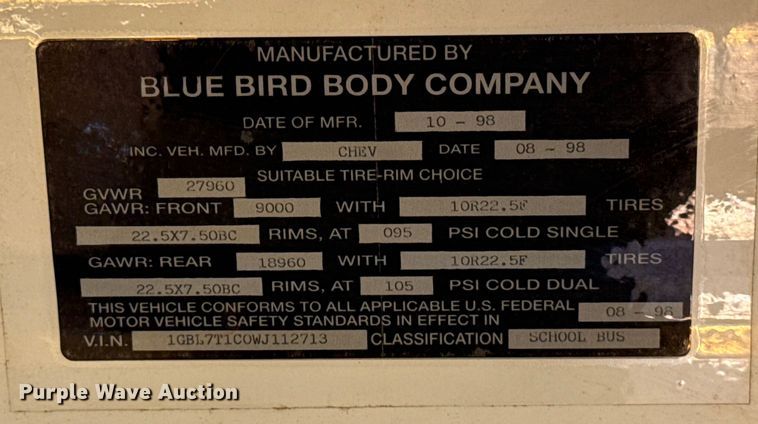 MANUFACTURED BY
BLUE BIRD BODY COMPANY
DATE OF MFR. 10 - 98
INC. VEH. MFD. BY CHEV DATE 08 - 98
SUITABLE TIRE-RIM CHOICE
GVWR 27960
GAWR: FRONT 9000 WITH 10R22.5F TIRES
22.5X7.50BC RIMS, AT 095 PSI COLD SINGLE
GAWR: REAR 18960 WITH 10R22.5F TIRES
22.5X7.50BC RIMS, AT 105 PSI COLD DUAL
THIS VEHICLE CONFORMS TO ALL APPLICABLE U.S. FEDERAL
MOTOR VEHICLE SAFETY STANDARDS IN EFFECT IN 08 - 98
V.I.N. 1GBL7T1C0WJ112713 CLASSIFICATION SCHOOL BUS
Purple Wave Auction